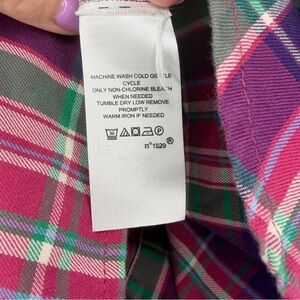 MACHINE WASH COLD GENTLE
CYCLE
ONLY NON-CHLORINE BLEACH
WHEN NEEDED
TUMBLE DRY LOW REMOVE
PROMPTLY
WARM IRON IF NEEDED
n°1529®